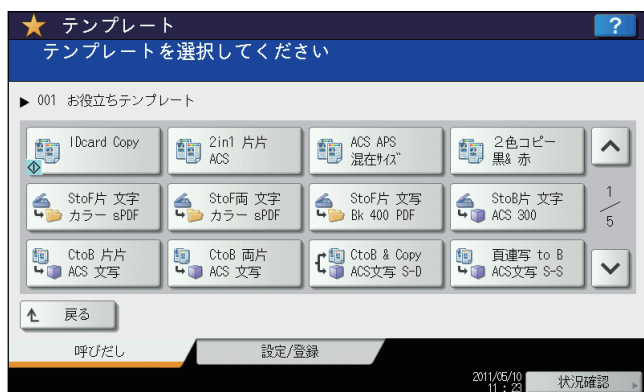 テンプレート
?
テンプレートを選択してください
001 お役立ちテンプレート
IDcard Copy
2in1 片片
ACS
ACS APS
混在サイズ
2色コピー
黒& 赤
StoF片 文字
カラー sPDF
StoF両 文字
カラー sPDF
StoF片 文写
Bk 400 PDF
StoB片 文字
ACS 300
1
5
CtoB 片片
ACS 文写
CtoB 両片
ACS 文写
CtoB & Copy
ACS文写 S-D
頁連写 to B
ACS文写 S-S
戻る
呼びだし
設定/登録
2011/05/10
11 : 23
状況確認